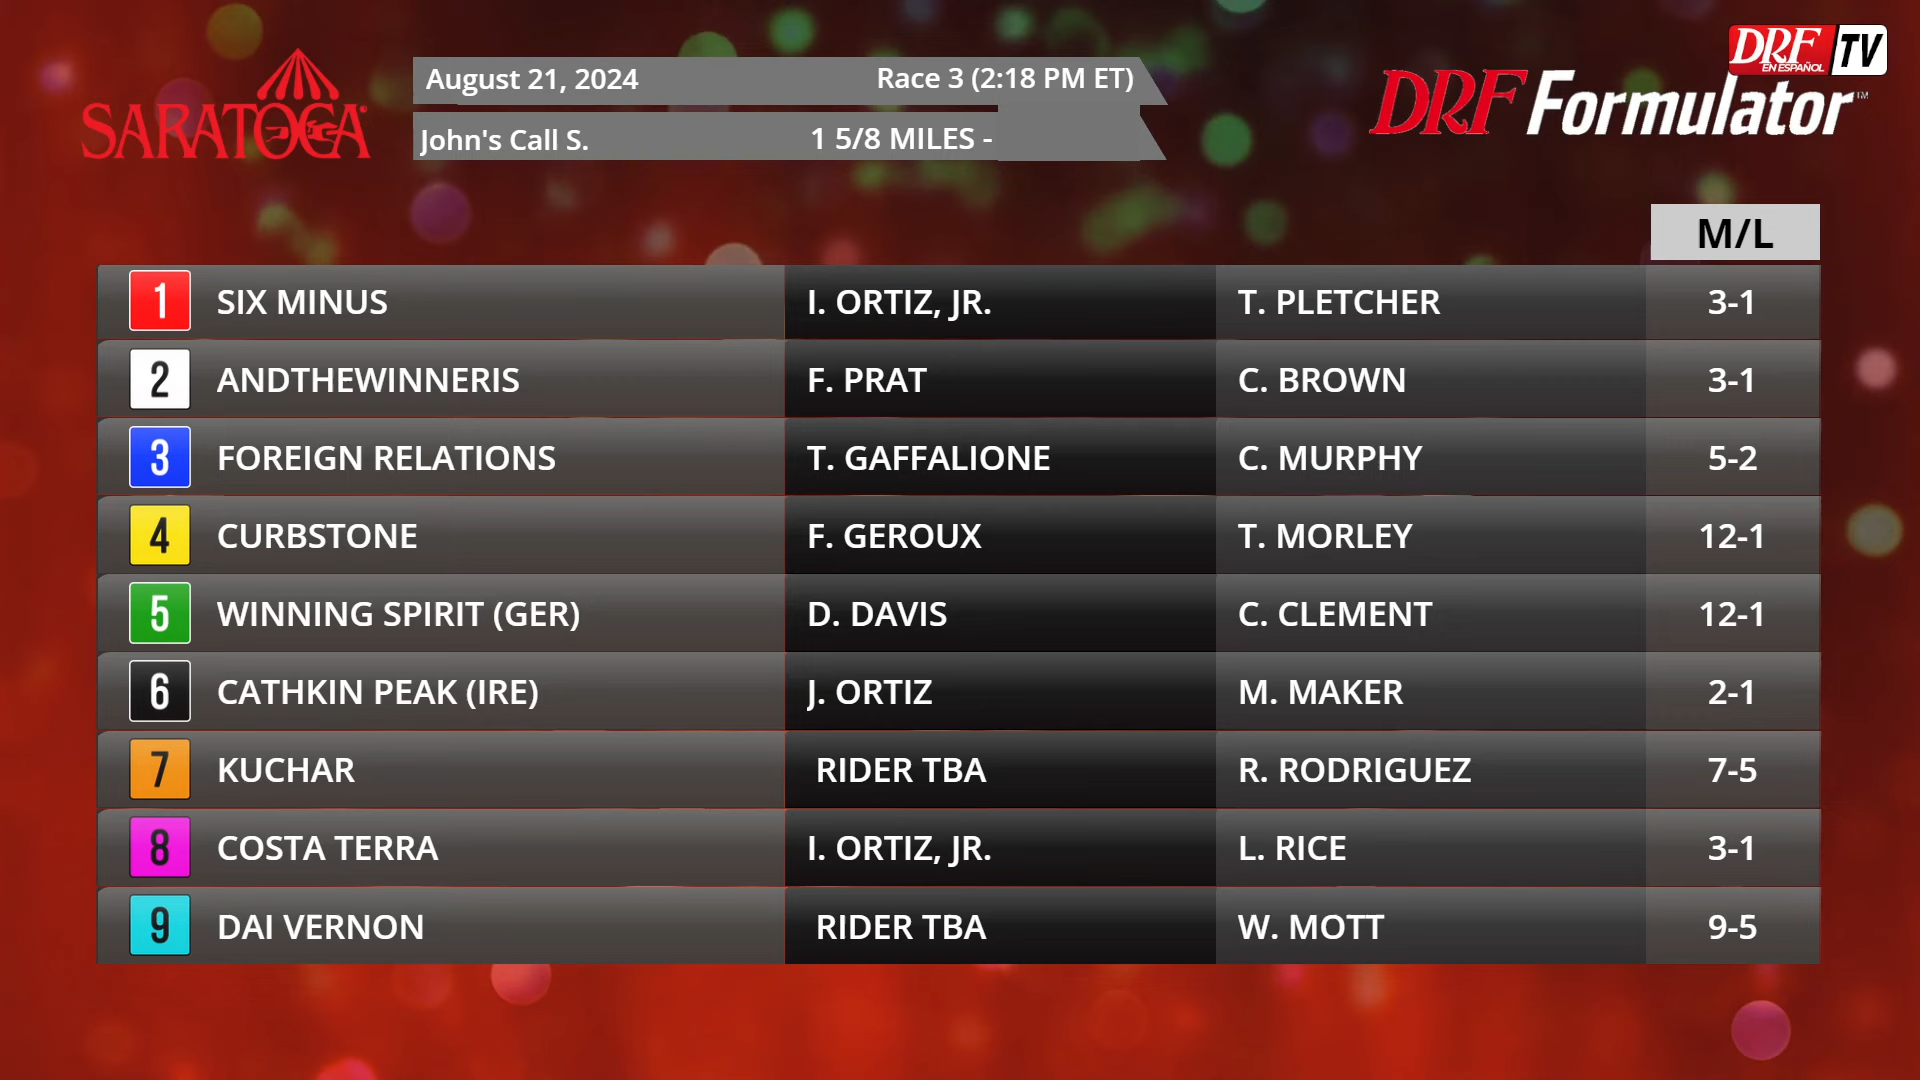 SARATOGA
August 21, 2024 Race 3 (2:18 PM ET)
John's Call S. 1 5/8 MILES -
DRF EN ESPAÑOL TV
DRF Formulator™
M/L
1 SIX MINUS I. ORTIZ, JR. T. PLETCHER 3-1
2 ANDTHEWINNERIS F. PRAT C. BROWN 3-1
3 FOREIGN RELATIONS T. GAFFALIONE C. MURPHY 5-2
4 CURBSTONE F. GEROUX T. MORLEY 12-1
5 WINNING SPIRIT (GER) D. DAVIS C. CLEMENT 12-1
6 CATHKIN PEAK (IRE) J. ORTIZ M. MAKER 2-1
7 KUCHAR RIDER TBA R. RODRIGUEZ 7-5
8 COSTA TERRA I. ORTIZ, JR. L. RICE 3-1
9 DAI VERNON RIDER TBA W. MOTT 9-5